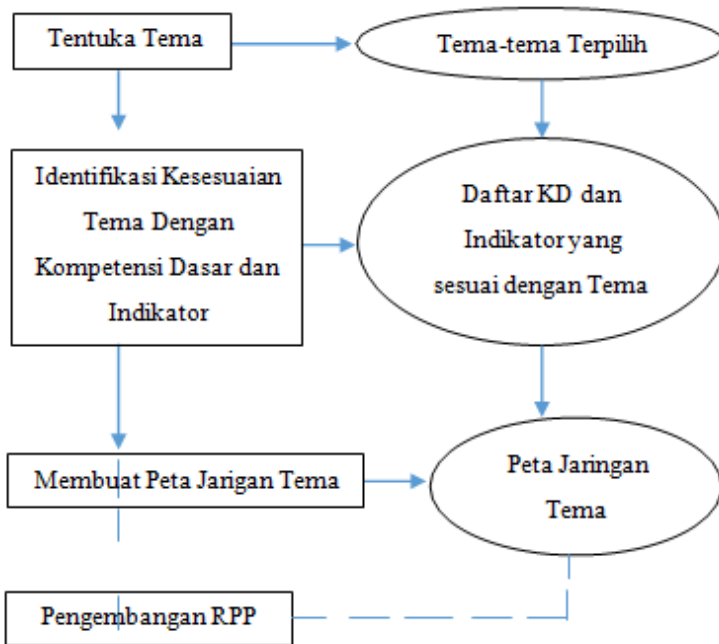 Tentuka Tema
Tema-tema Terpilih
Identifikasi Kesesuaian
Tema Dengan
Kompetensi Dasar dan
Indikator
Daftar KD dan
Indikator yang
sesuai dengan Tema
Membuat Peta Jarigan Tema
Peta Jaringan
Tema
Pengembangan RPP